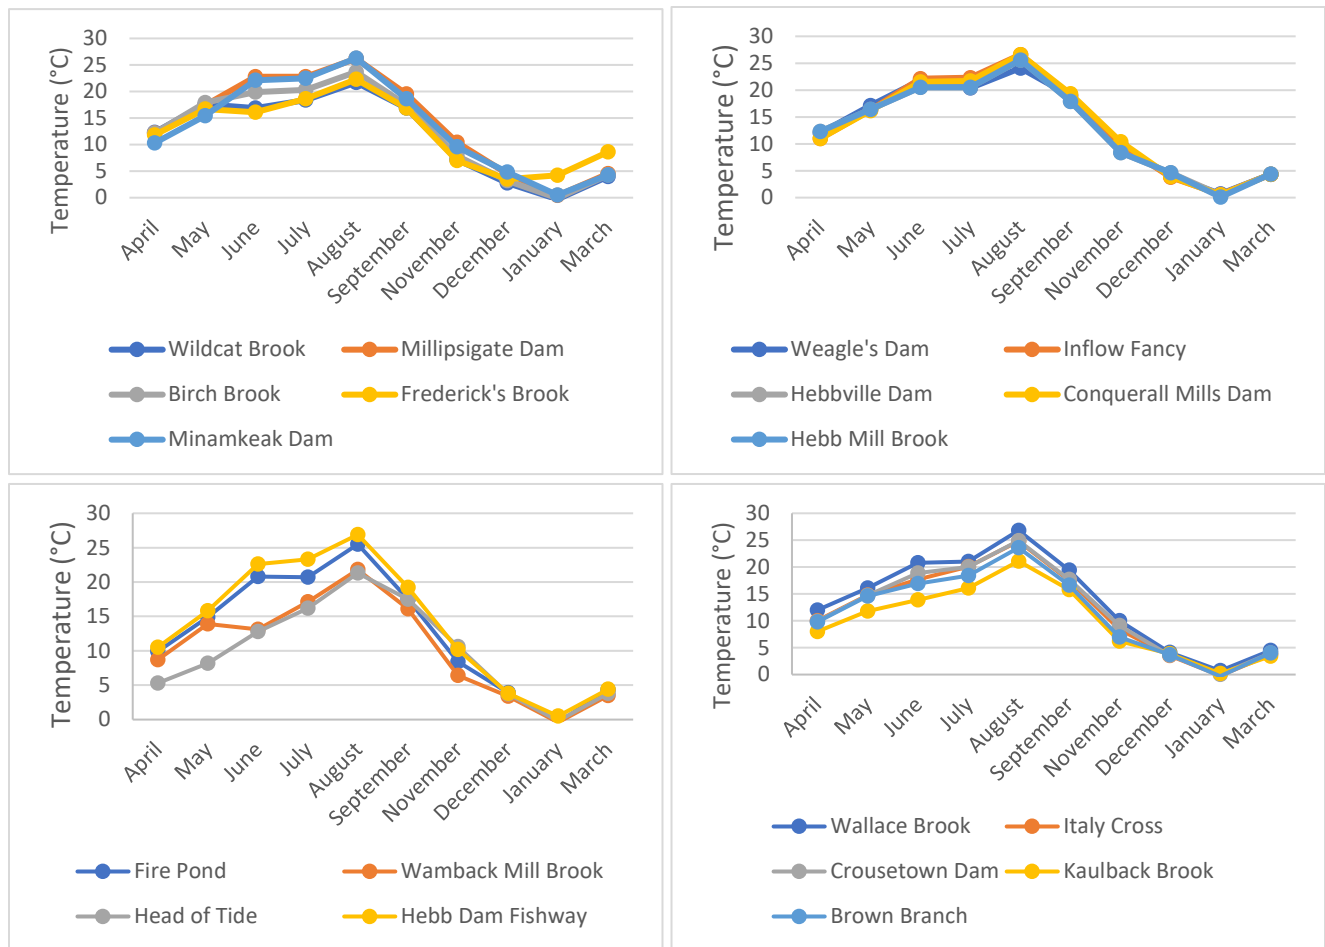 Temperature (°C)
30
25
20
15
10
5
0
April
May
June
July
August
September
November
December
January
March
Wildcat Brook
Millipsigate Dam
Birch Brook
Frederick's Brook
Minamkeak Dam
Temperature (°C)
30
25
20
15
10
5
0
April
May
June
July
August
September
November
December
January
March
Weagle's Dam
Inflow Fancy
Hebbville Dam
Conquerall Mills Dam
Hebb Mill Brook
Temperature (°C)
30
25
20
15
10
5
0
April
May
June
July
August
September
November
December
January
March
Fire Pond
Wamback Mill Brook
Head of Tide
Hebb Dam Fishway
Temperature (°C)
30
25
20
15
10
5
0
April
May
June
July
August
September
November
December
January
March
Wallace Brook
Italy Cross
Crousetown Dam
Kaulback Brook
Brown Branch